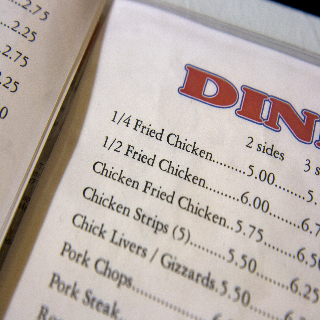 ...2.75
...2.25
...2.75
.25
0
DIN
2 sides 3 s
1/4 Fried Chicken........5.00........5.
1/2 Fried Chicken........6.00........6.7
Chicken Fried Chicken..5.75........6.50
Chicken Strips (5)........5.50........6.25
Chick Livers / Gizzards.5.50......6.
Pork Chops
Pork Steak